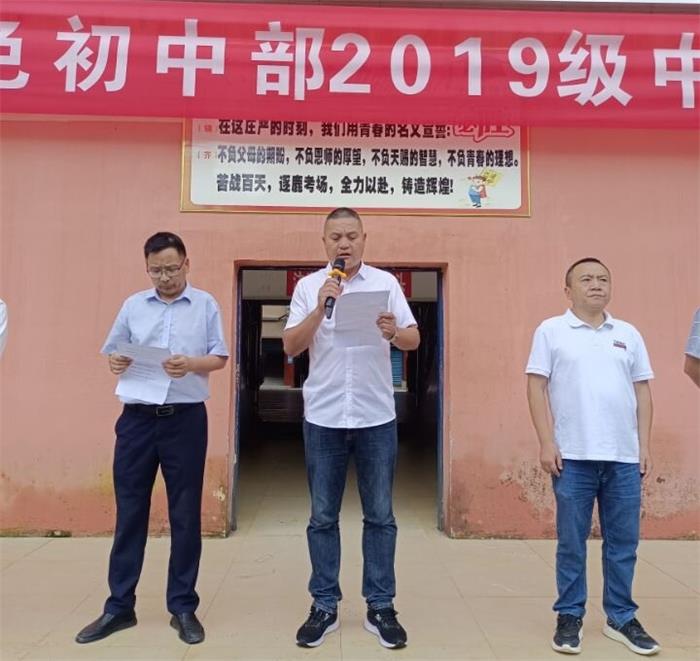 色初中部2019级中
在这庄严的时刻，我们用青春的名义宣誓：
不负父母的期盼，不负恩师的厚望，不负天赐的智慧，不负青春的理想。
苦战百天，逐鹿考场，全力以赴，铸造辉煌！